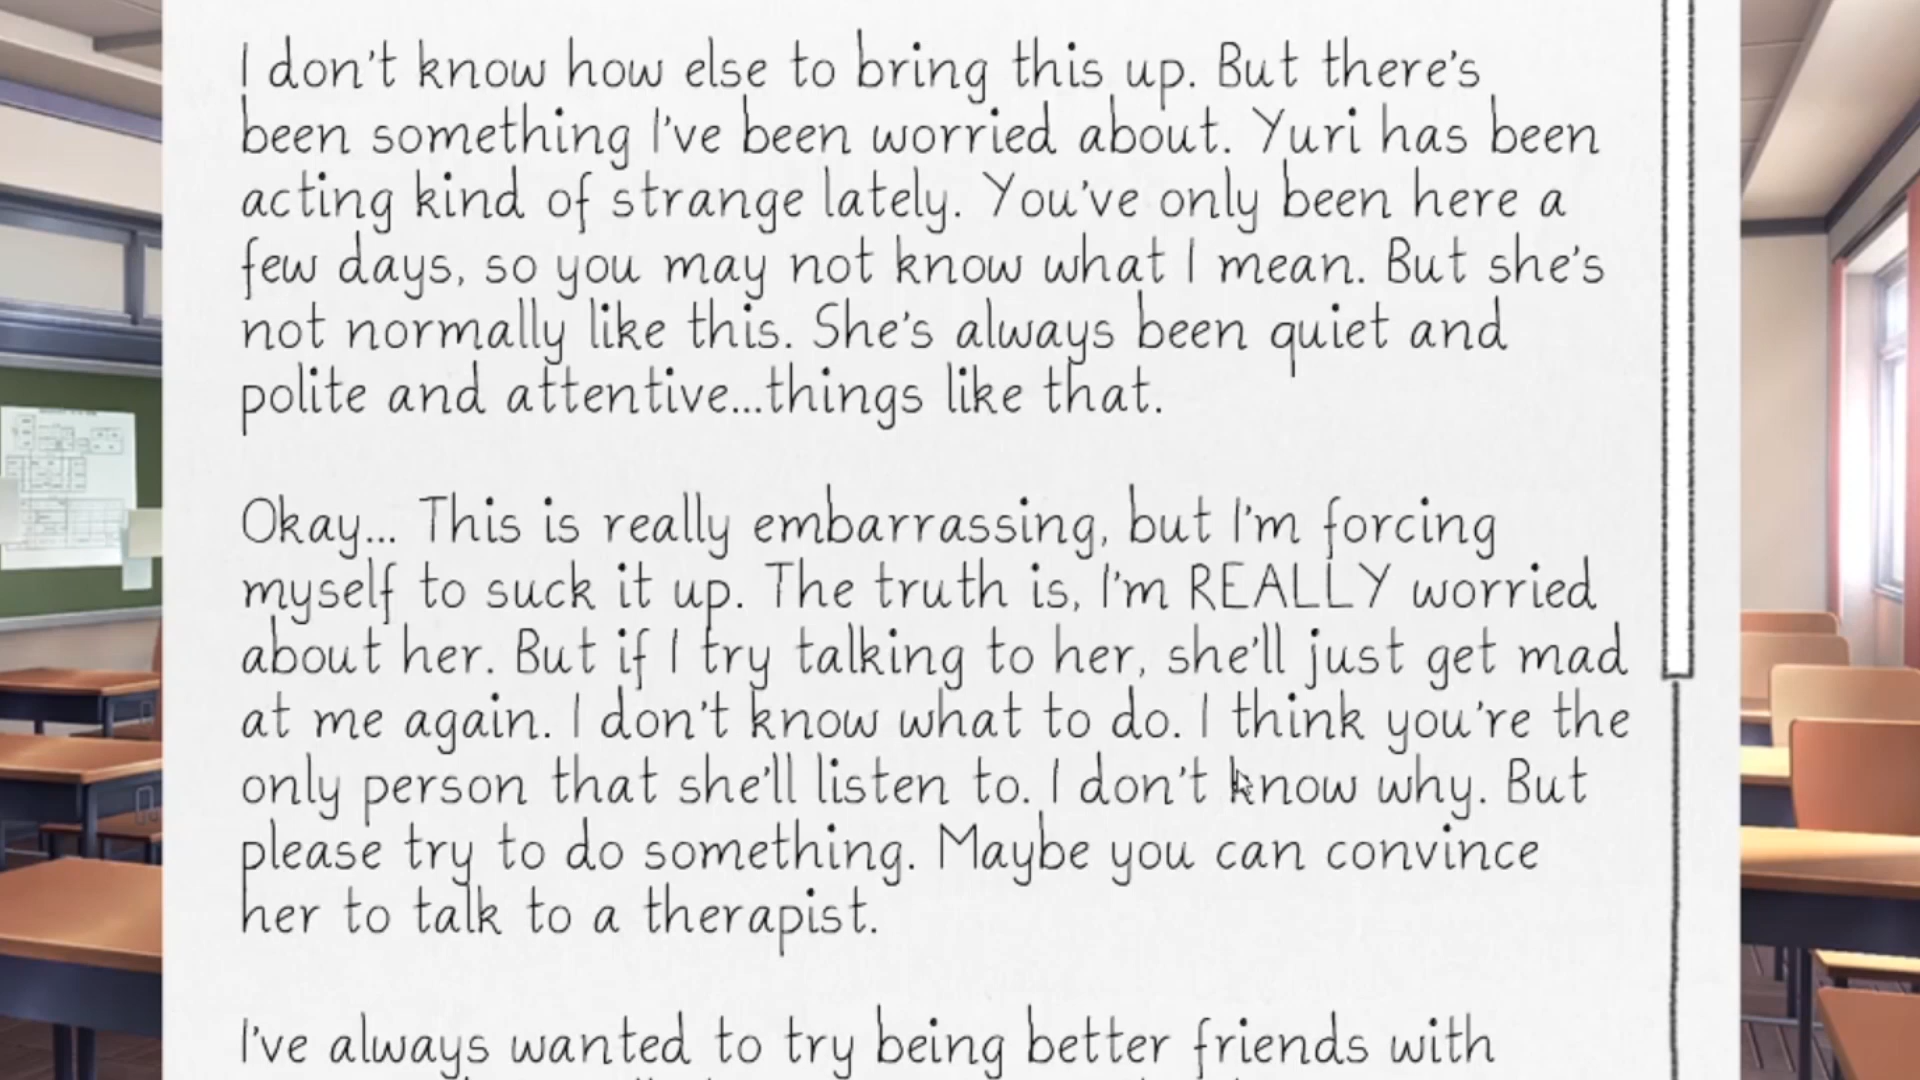 I don't know how else to bring this up. But there's
been something I've been worried about. Yuri has been
acting kind of strange lately. You've only been here a
few days, so you may not know what I mean. But she's
not normally like this. She's always been quiet and
polite and attentive...things like that.
Okay... This is really embarrassing, but I'm forcing
myself to suck it up. The truth is, I'm REALLY worried
about her. But if I try talking to her, she'll just get mad
at me again. I don't know what to do. I think you're the
only person that she'll listen to. I don't know why. But
please try to do something. Maybe you can convince
her to talk to a therapist.
I've always wanted to try being better friends with